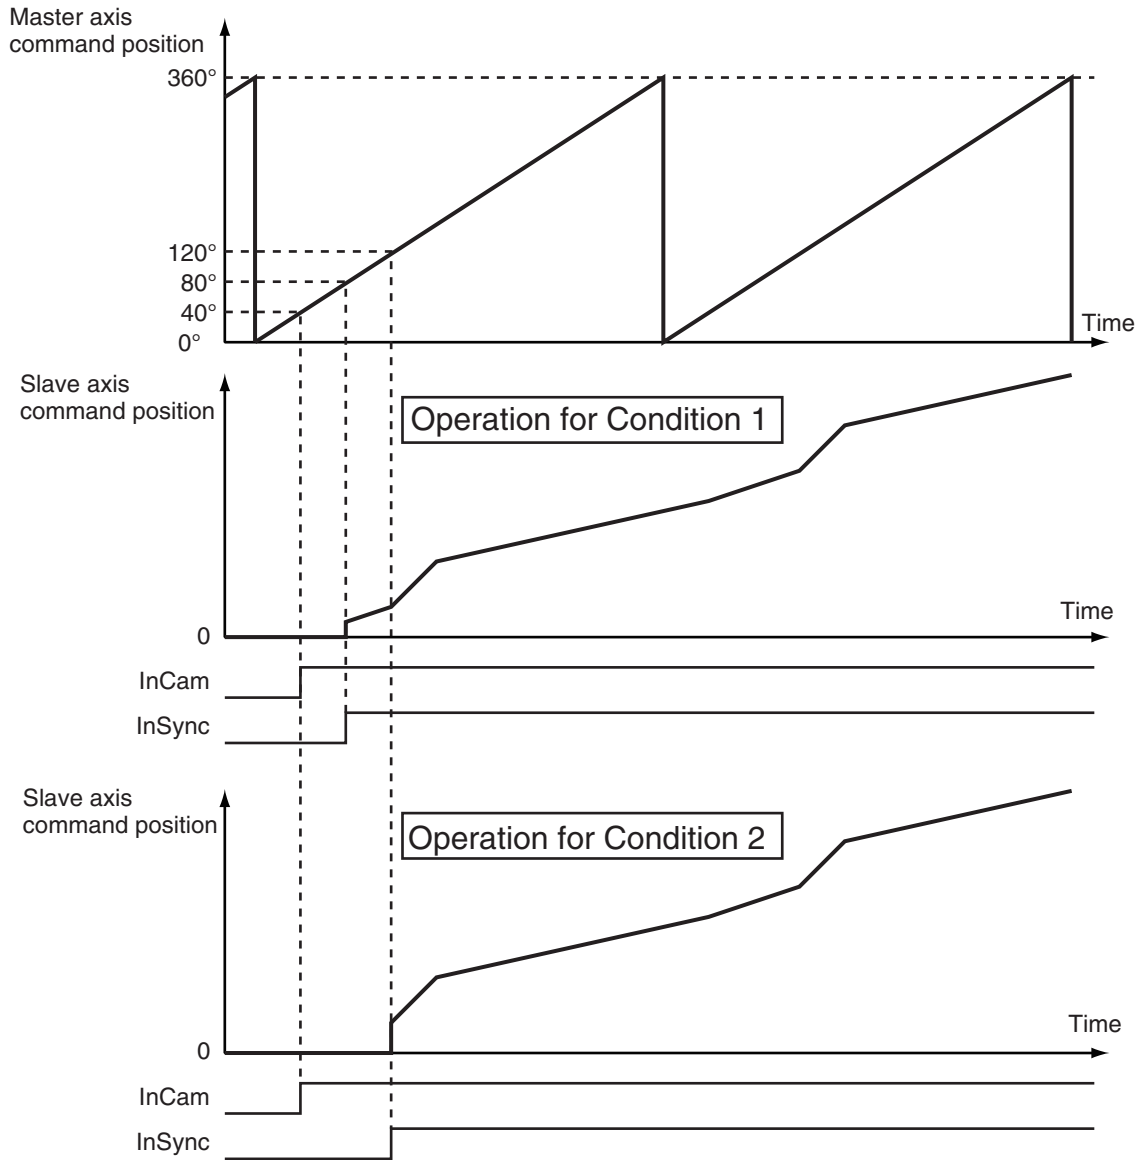 Master axis
command position
360°
120°
80°
40°
0°
Time
Slave axis
command position
Operation for Condition 1
Time
0
InCam
InSync
Slave axis
command position
Operation for Condition 2
Time
0
InCam
InSync